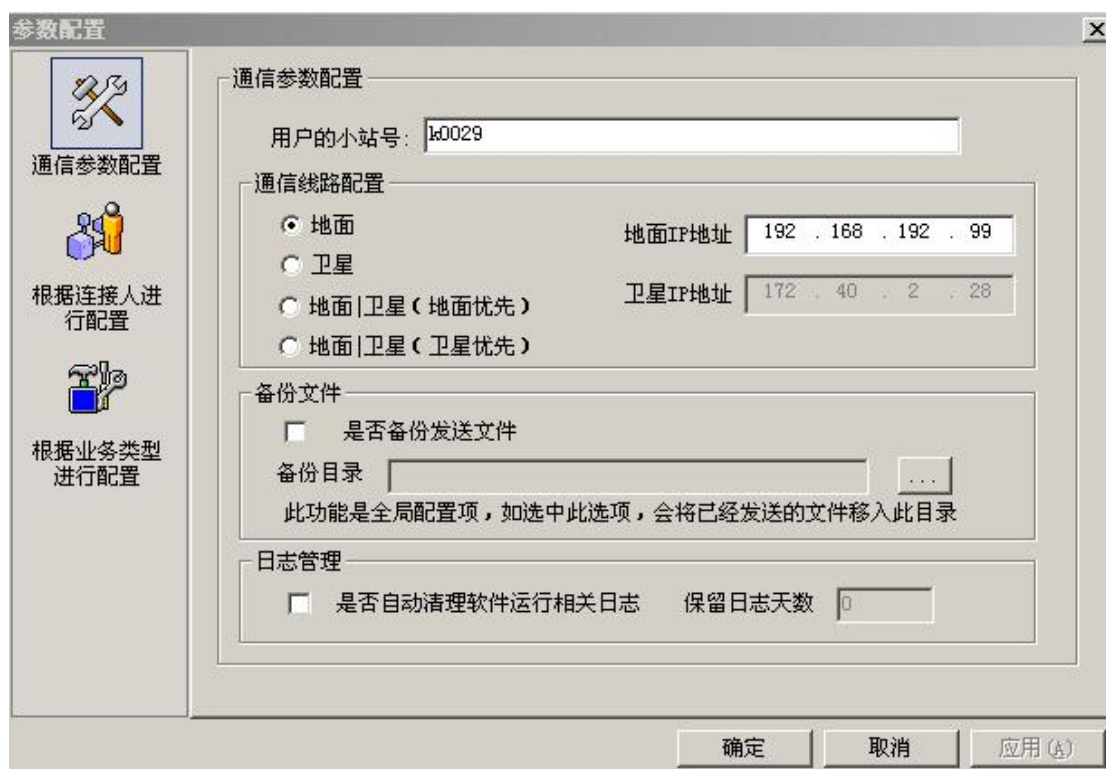 参数配置
通信参数配置
根据连接人进
行配置
根据业务类型
进行配置
通信参数配置
用户的小站号: k0029
通信线路配置
地面
地面IP地址 192 . 168 . 192 . 99
卫星
卫星IP地址 172 . 40 . 2 . 28
地面|卫星(地面优先)
地面|卫星(卫星优先)
备份文件
是否备份发送文件
备份目录 ...
此功能是全局配置项,如选中此选项,会将已经发送的文件移入此目录
日志管理
是否自动清理软件运行相关日志 保留日志天数 0
确定 取消 应用(A)